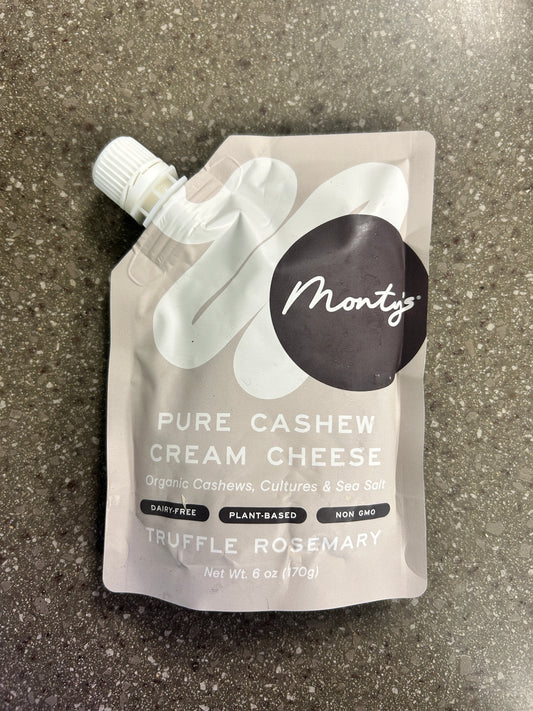 Monty's®
PURE CASHEW
CREAM CHEESE
Organic Cashews, Cultures & Sea Salt
DAIRY-FREE PLANT-BASED NON GMO
TRUFFLE ROSEMARY
Net Wt. 6 oz (170g)